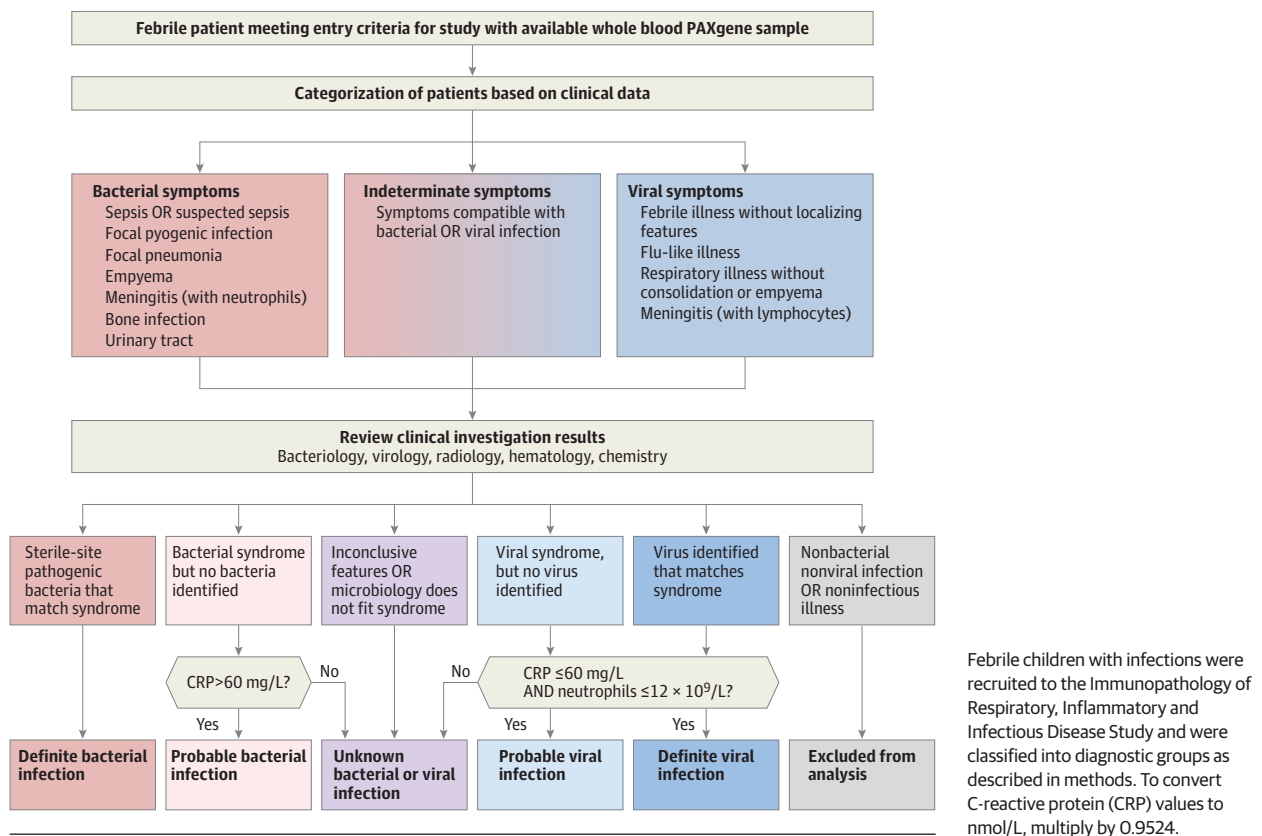 Febrile patient meeting entry criteria for study with available whole blood PAXgene sample
Categorization of patients based on clinical data
Bacterial symptoms
Sepsis OR suspected sepsis
Focal pyogenic infection
Focal pneumonia
Empyema
Meningitis (with neutrophils)
Bone infection
Urinary tract
Indeterminate symptoms
Symptoms compatible with
bacterial OR viral infection
Viral symptoms
Febrile illness without localizing
features
Flu-like illness
Respiratory illness without
consolidation or empyema
Meningitis (with lymphocytes)
Review clinical investigation results
Bacteriology, virology, radiology, hematology, chemistry
Sterile-site
pathogenic
bacteria that
match syndrome
Bacterial syndrome
but no bacteria
identified
Inconclusive
features OR
microbiology does
not fit syndrome
Viral syndrome,
but no virus
identified
Virus identified
that matches
syndrome
Nonbacterial
nonviral infection
OR noninfectious
illness
CRP>60 mg/L?
No
Yes
No
CRP ≤60 mg/L
AND neutrophils ≤12 × 10⁹/L?
Yes
Yes
Definite bacterial
infection
Probable bacterial
infection
Unknown
bacterial or viral
infection
Probable viral
infection
Definite viral
infection
Excluded from
analysis
Febrile children with infections were
recruited to the Immunopathology of
Respiratory, Inflammatory and
Infectious Disease Study and were
classified into diagnostic groups as
described in methods. To convert
C-reactive protein (CRP) values to
nmol/L, multiply by 0.9524.